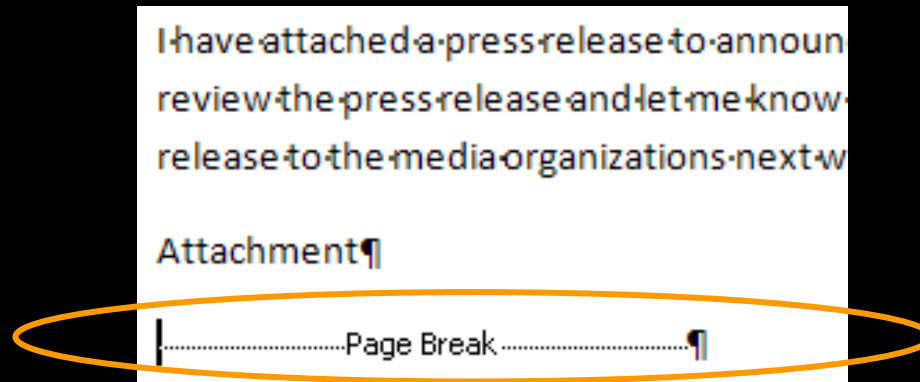 I have attached a press release to announ
review the press release and let me know
release to the media organizations next w
Attachment¶
Page Break¶